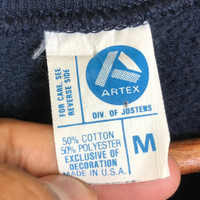 FOR CARE, SEE
REVERSE SIDE
ARTEX
DIV. OF JOSTENS
50% COTTON
50% POLYESTER
EXCLUSIVE OF
DECORATION
MADE IN U.S.A.
M